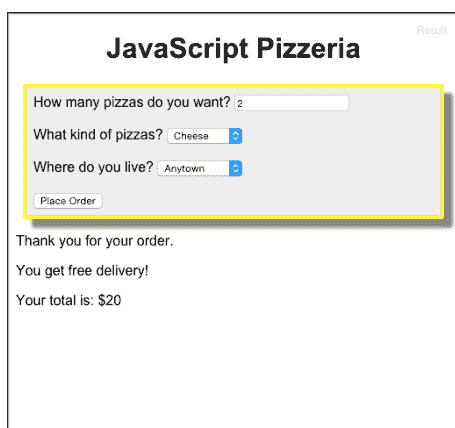 Result
JavaScript Pizzeria
How many pizzas do you want? 2
What kind of pizzas? Cheese
Where do you live? Anytown
Place Order
Thank you for your order.
You get free delivery!
Your total is: $20